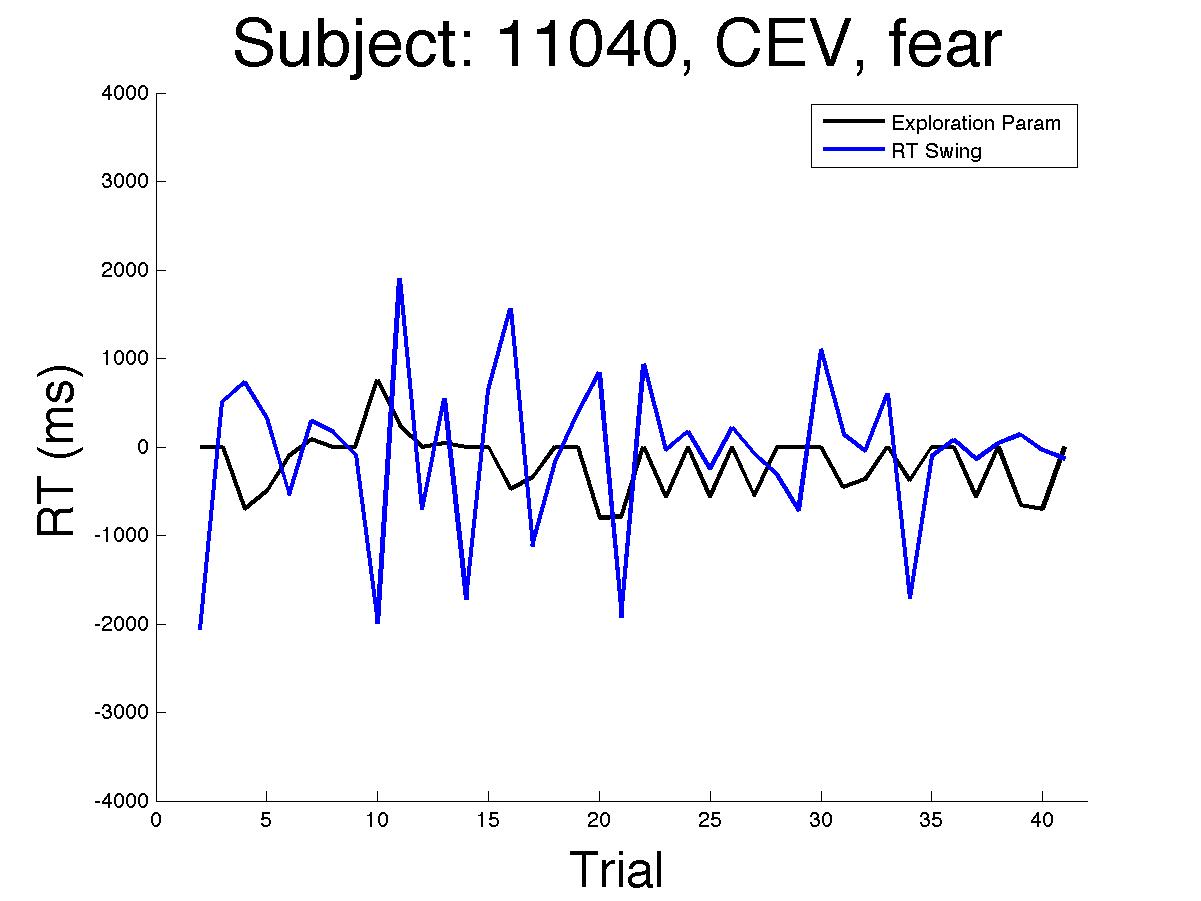 Subject: 11040, CEV, fear
Exploration Param
RT Swing
4000
3000
2000
1000
0
-1000
-2000
-3000
-4000
RT (ms)
0 5 10 15 20 25 30 35 40
Trial